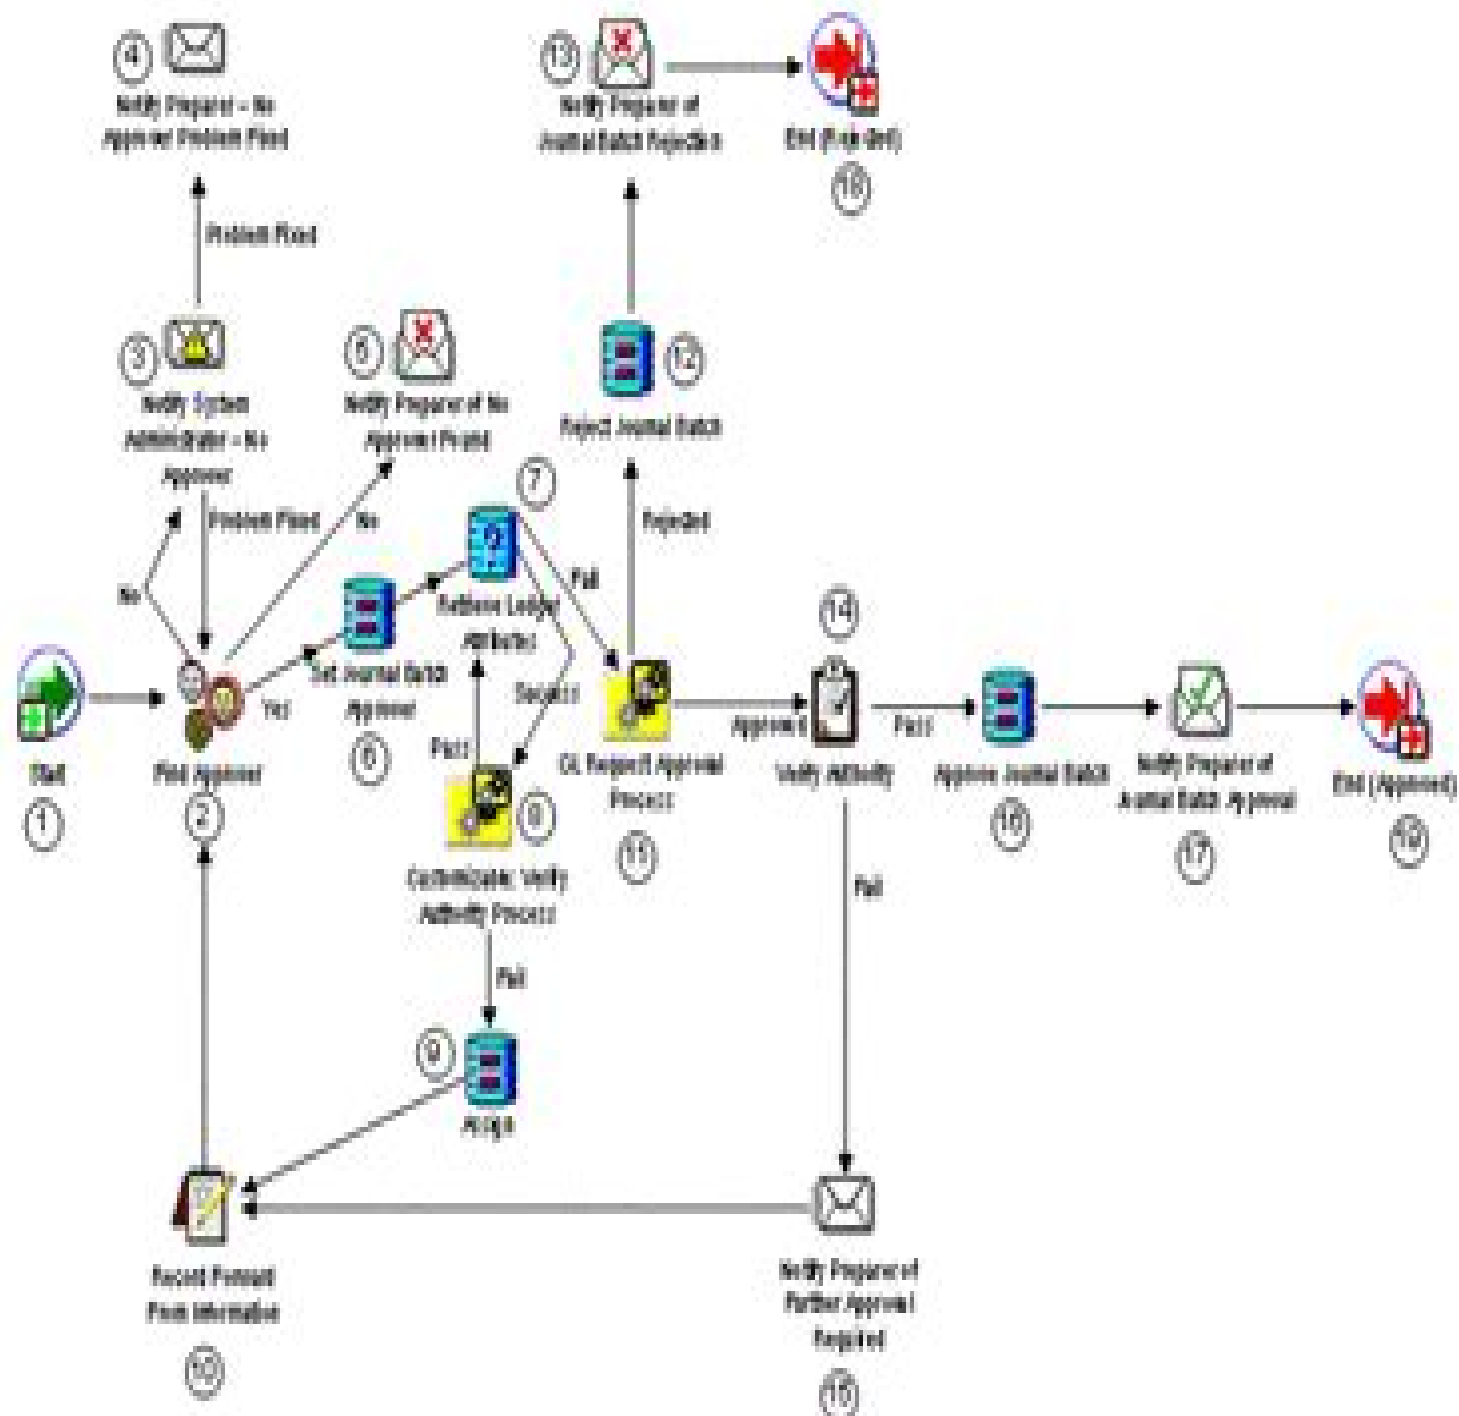 4
Notify Preparer - No
Approver Problem Fixed
13
Notify Preparer of
Journal Batch Rejection
End (Rejected)
18
Problem Fixed
3
Notify System
Administrator - No
Approver
5
Notify Preparer of No
Approver Found
12
Reject Journal Batch
7
Problem Fixed
No
Rejected
No
Fail
Retrieve Ledger
Attributes
14
Set Journal Batch
Approver
6
Success
Yes
Pass
Approved
Pass
Start
1
Find Approver
2
GL Request Approval
Process
11
Verify Authority
Approve Journal Batch
16
Notify Preparer of
Journal Batch Approval
17
End (Approved)
19
8
Customizable: Verify
Authority Process
Fail
Fail
9
Assign
Record Forward
From Information
10
Notify Preparer of
Further Approval
Required
15